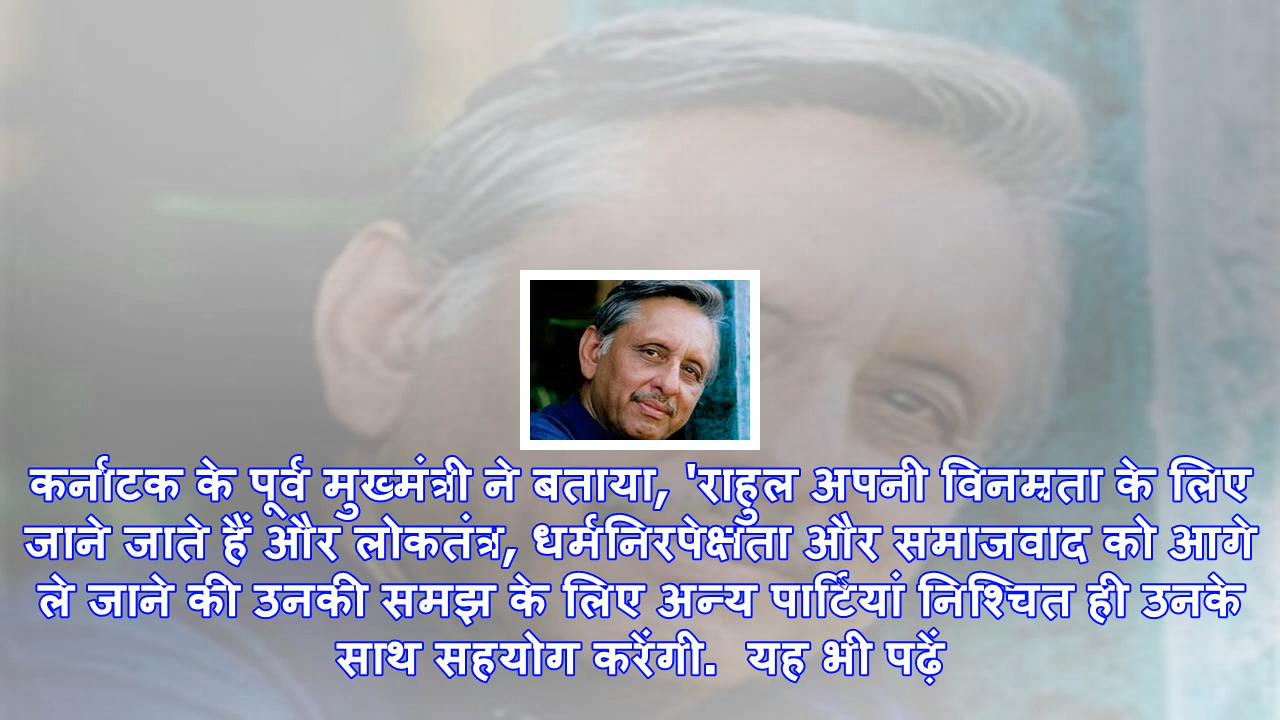 कर्नाटक के पूर्व मुख्मंत्री ने बताया, 'राहुल अपनी विनम्रता के लिए
जाने जाते हैं और लोकतंत्र, धर्मनिरपेक्षता और समाजवाद को आगे
ले जाने की उनकी समझ के लिए अन्य पार्टियां निश्चित ही उनके
साथ सहयोग करेंगी.  यह भी पढ़ें